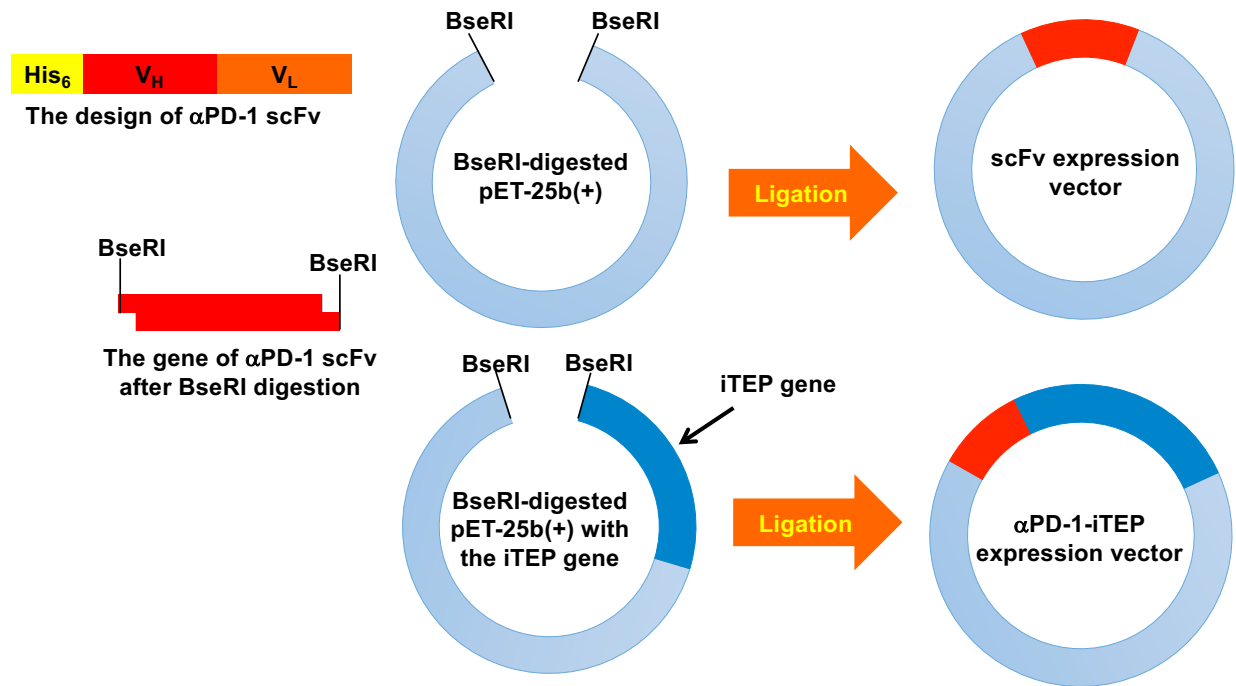 His6 VH VL
The design of αPD-1 scFv
BseRI
BseRI
The gene of αPD-1 scFv
after BseRI digestion
BseRI
BseRI
BseRI-digested
pET-25b(+)
Ligation
scFv expression
vector
BseRI
BseRI
iTEP gene
BseRI-digested
pET-25b(+) with
the iTEP gene
Ligation
αPD-1-iTEP
expression vector